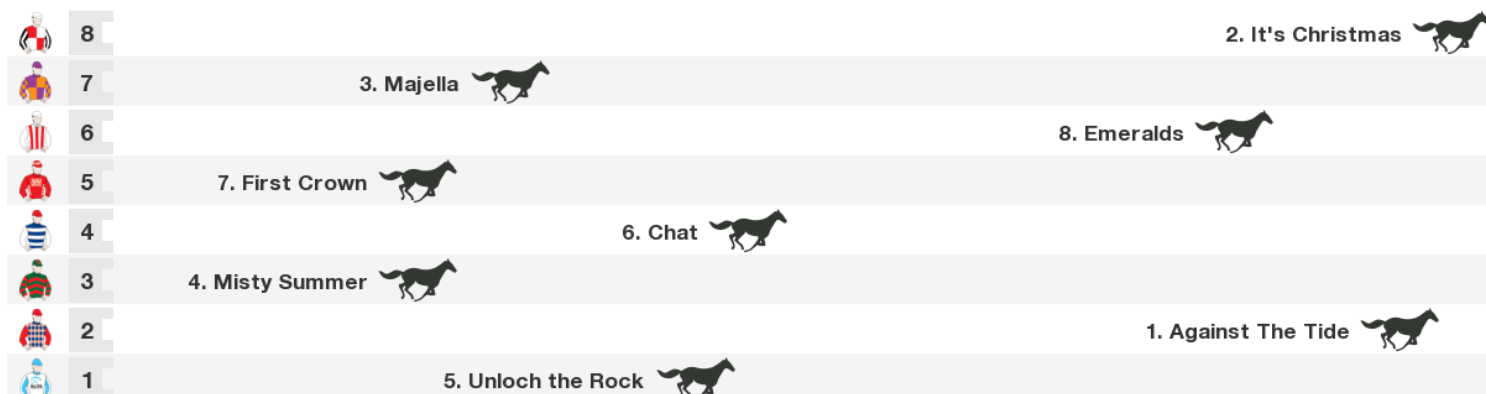 8 2. It's Christmas
7 3. Majella
6 8. Emeralds
5 7. First Crown
4 6. Chat
3 4. Misty Summer
2 1. Against The Tide
1 5. Unloch the Rock